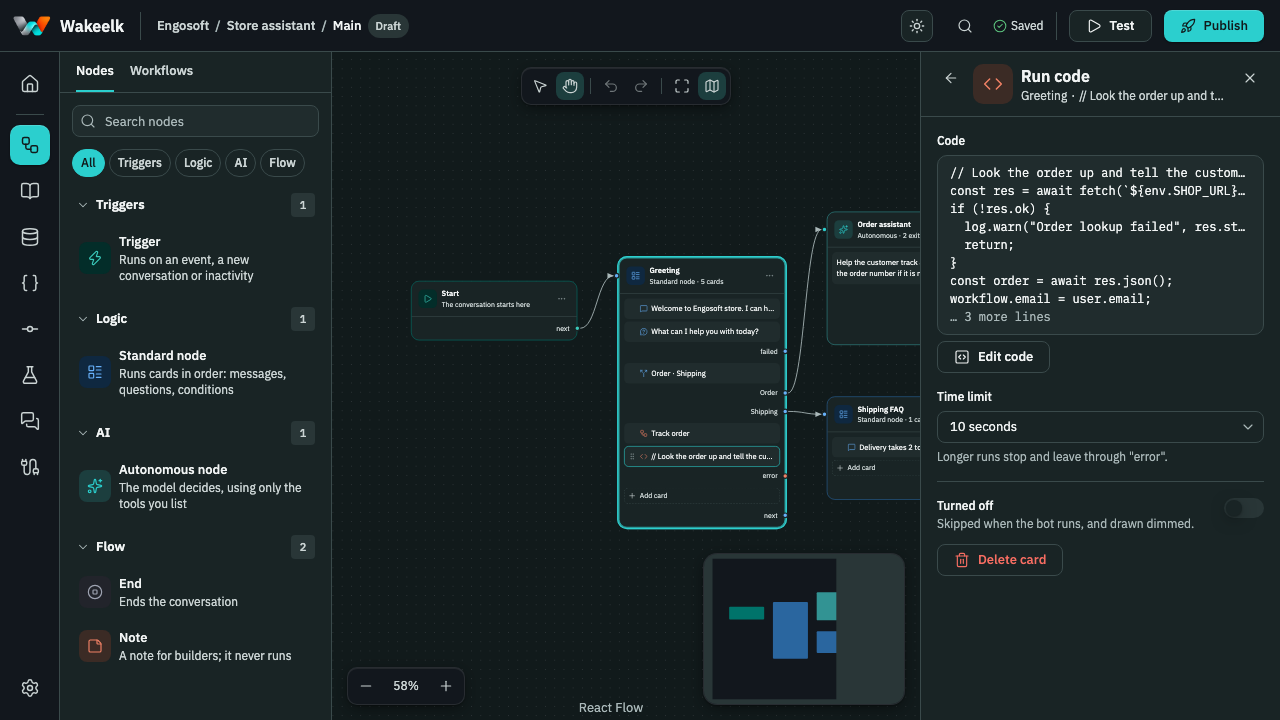 Wakeelk
Engosoft / Store assistant / Main
Draft
Saved
Test
Publish
Nodes
Workflows
Search nodes
All
Triggers
Logic
AI
Flow
Triggers
1
Trigger
Runs on an event, a new
conversation or inactivity
Logic
1
Standard node
Runs cards in order: messages,
questions, conditions
AI
1
Autonomous node
The model decides, using only the
tools you list
Flow
2
End
Ends the conversation
Note
A note for builders; it never runs
Start
The conversation starts here
next
Greeting
Standard node · 5 cards
Welcome to Engosoft store. I can h...
What can I help you with today?
failed
Order · Shipping
Order
Shipping
Track order
// Look the order up and tell the cu...
error
Add card
next
Order assistant
Autonomous · 2 exit
Help the customer track
the order number if it is n
Shipping FAQ
Standard node · 1 ca
Delivery takes 2 to
Add card
58%
React Flow
Run code
Greeting · // Look the order up and t...
Code
// Look the order up and tell the custom…
const res = await fetch(`${env.SHOP_URL}…
if (!res.ok) {
log.warn("Order lookup failed", res.st…
return;
}
const order = await res.json();
workflow.email = user.email;
… 3 more lines
Edit code
Time limit
10 seconds
Longer runs stop and leave through "error".
Turned off
Skipped when the bot runs, and drawn dimmed.
Delete card